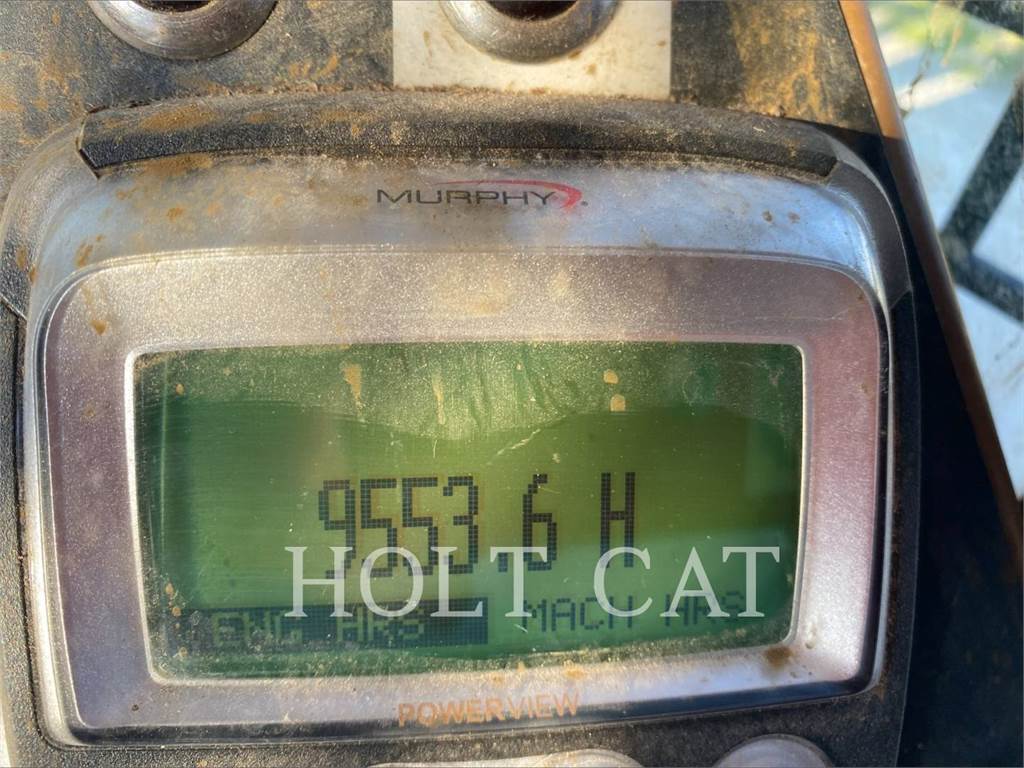 MURPHY
9553.6 H
HOLT CAT
ENG HRS MACH HRS
POWERVIEW